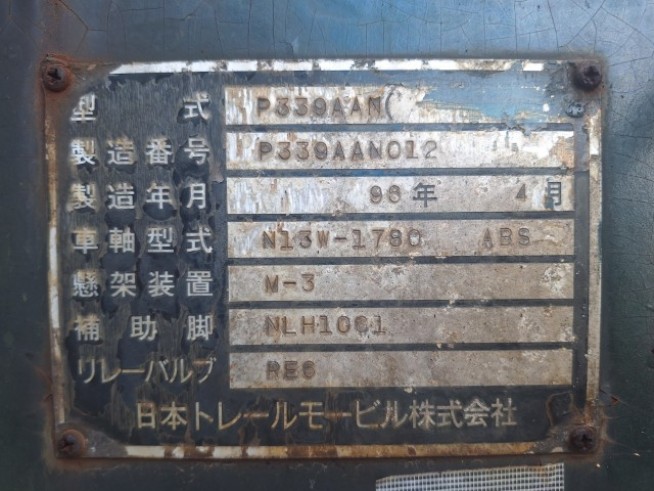 型式 P339AAN(
製造番号 P339AAN012
製造年月 96年 4月
車軸型式 N13W-1790 ABS
懸架装置 M-3
補助脚 NLH1001
リレーバルブ RE6
日本トレールモービル株式会社